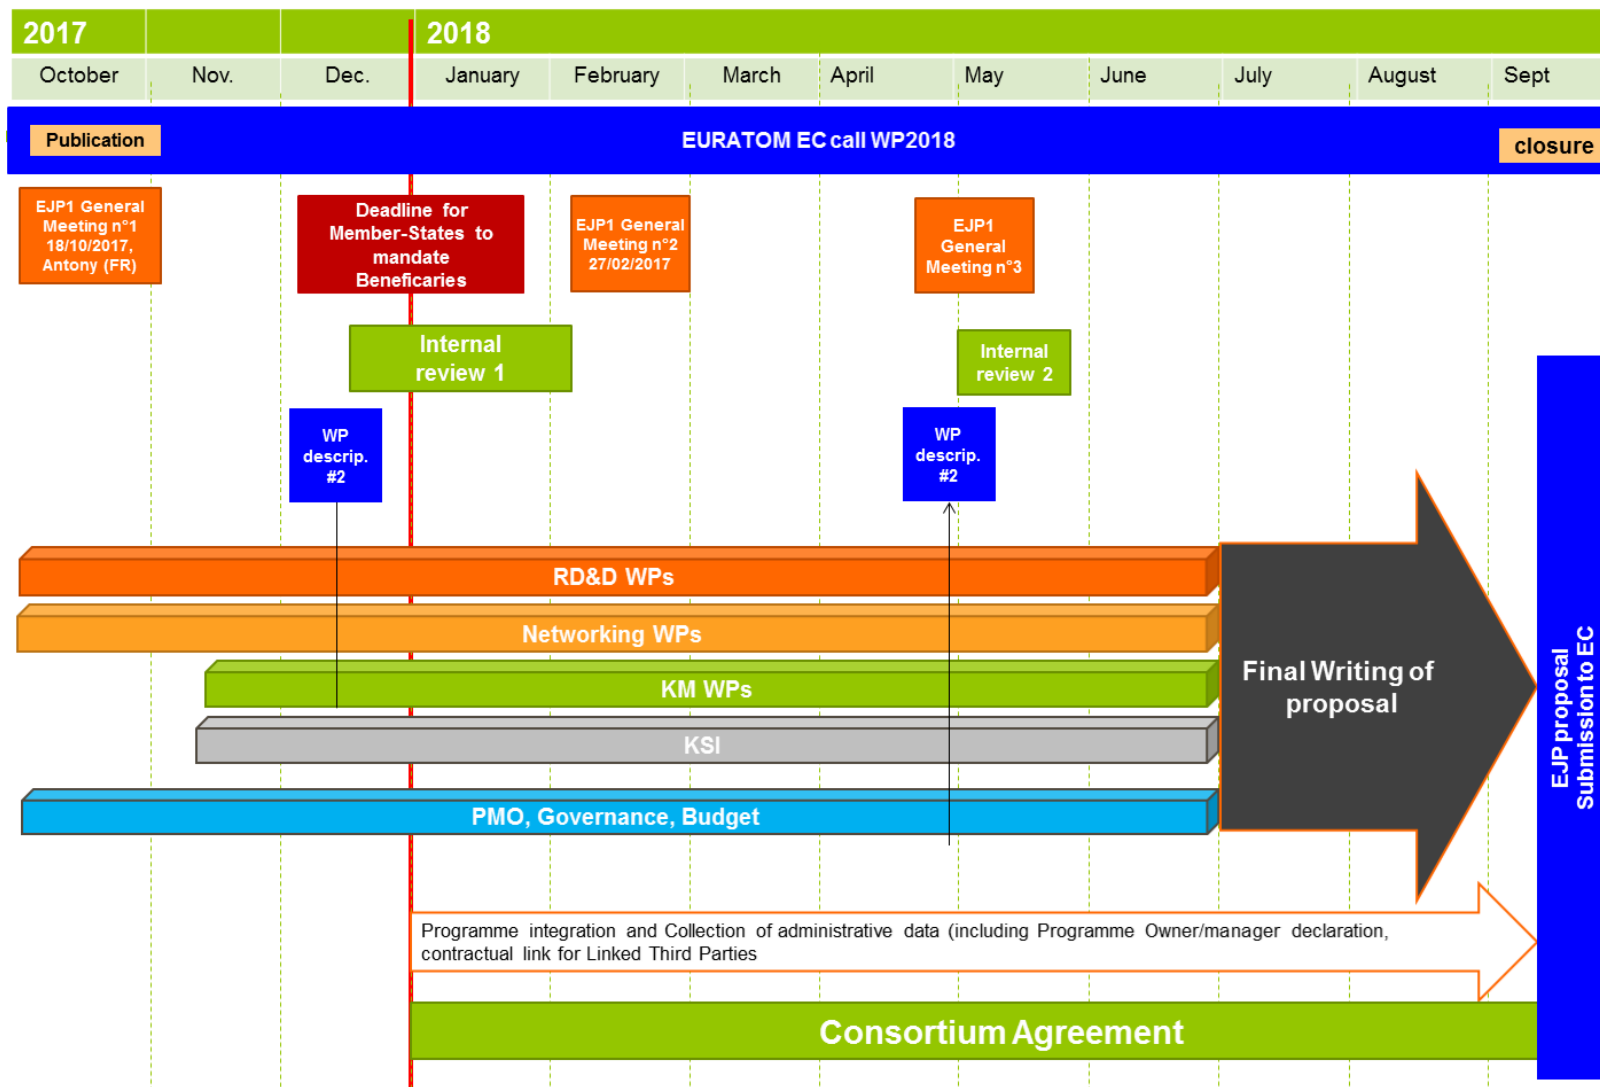 2017
2018
October
Nov.
Dec.
January
February
March
April
May
June
July
August
Sept
Publication
EURATOM EC call WP2018
closure
EJP1 General
Meeting n°1
18/10/2017,
Antony (FR)
Deadline for
Member-States to
mandate
Beneficaries
EJP1 General
Meeting n°2
27/02/2017
EJP1
General
Meeting n°3
Internal
review 1
Internal
review 2
WP
descrip.
#2
WP
descrip.
#2
RD&D WPs
Networking WPs
KM WPs
KSI
PMO, Governance, Budget
Final Writing of
proposal
EJP proposal
Submission to EC
Programme integration and Collection of administrative data (including Programme Owner/manager declaration,
contractual link for Linked Third Parties
Consortium Agreement